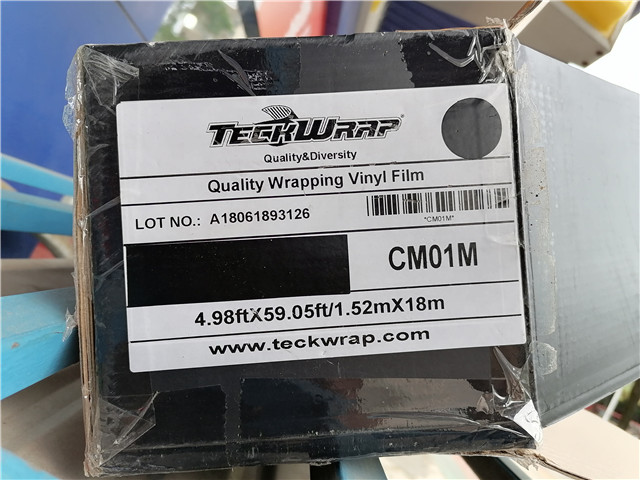 TECKWRAP®
Quality&Diversity
Quality Wrapping Vinyl Film
LOT NO.: A18061893126
*CM01M*
CM01M
4.98ftX59.05ft/1.52mX18m
www.teckwrap.com